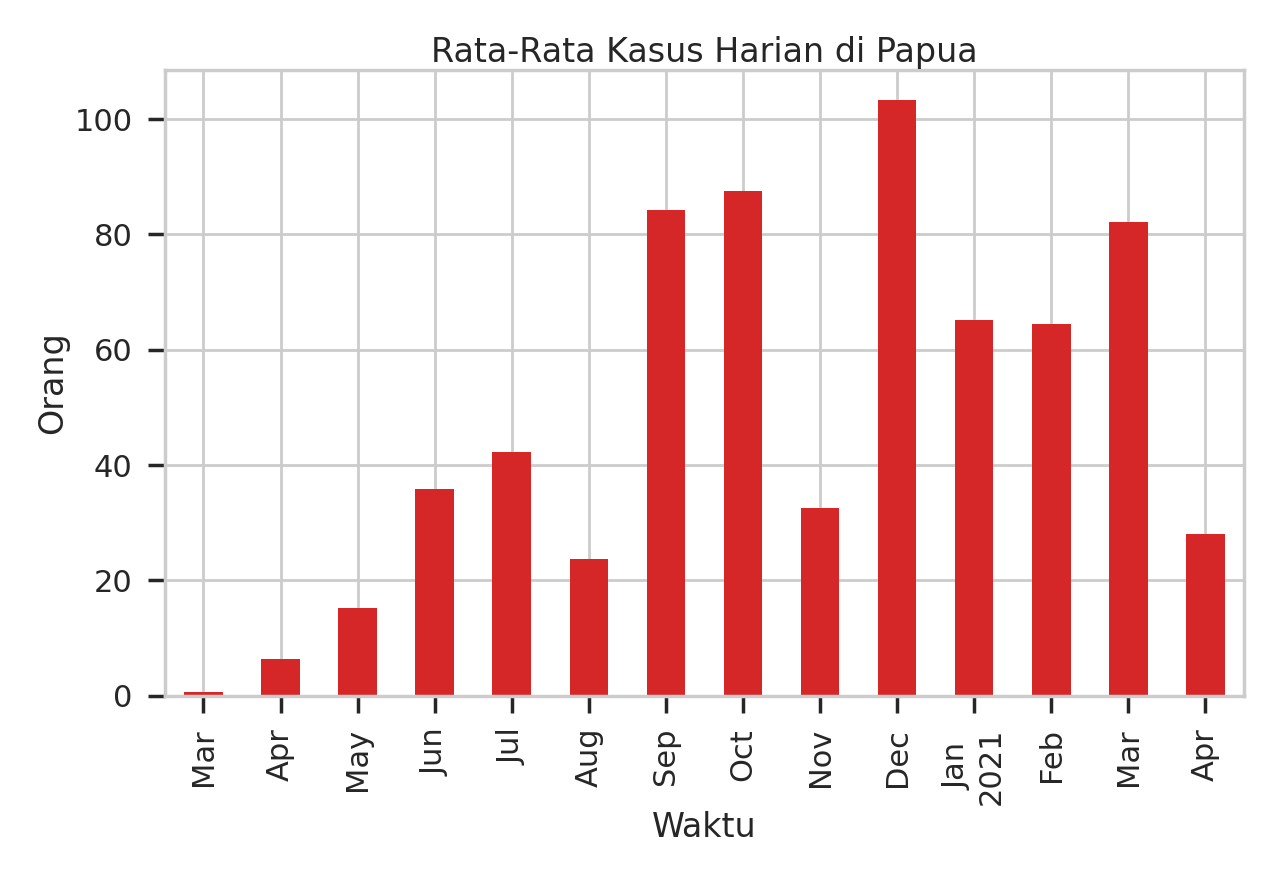 Rata-Rata Kasus Harian di Papua
Orang
100
80
60
40
20
0
Mar
Apr
May
Jun
Jul
Aug
Sep
Oct
Nov
Dec
Jan
2021
Feb
Mar
Apr
Waktu